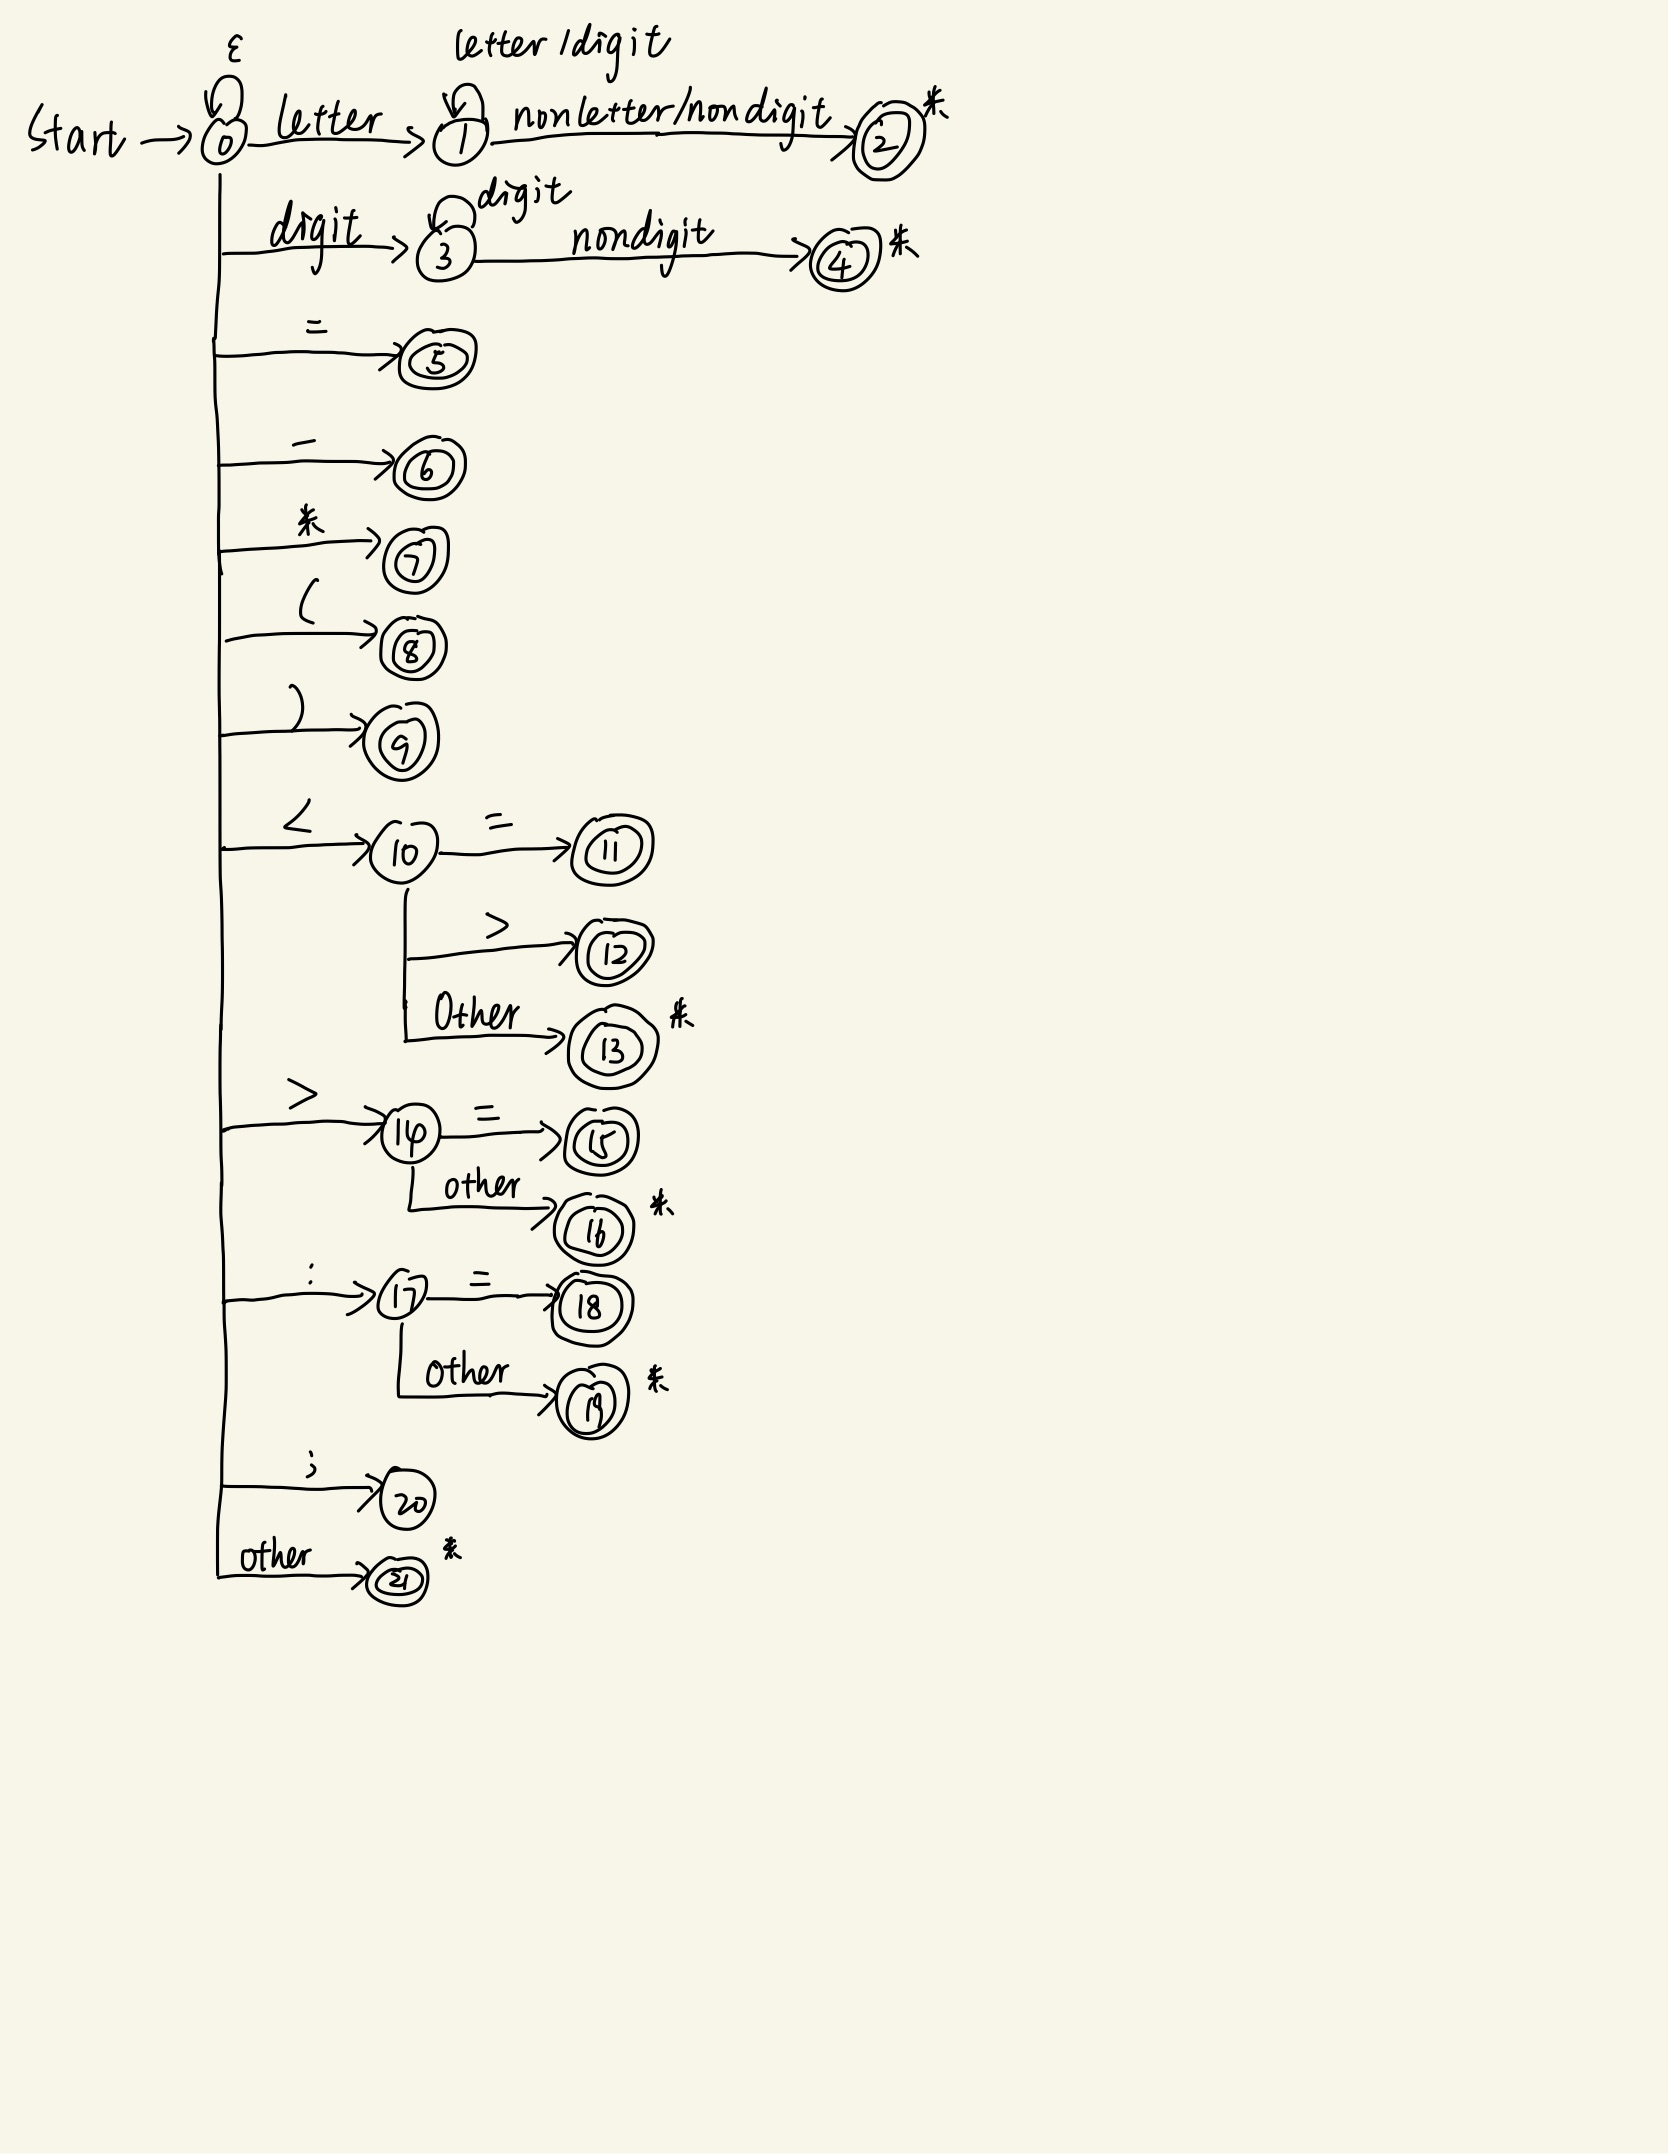 ε
letter/digit
Start 0 letter 1 nonletter/nondigit 2 *
digit 3 digit nondigit 4 *
= 5
- 6
* 7
( 8
) 9
< 10 = 11
> 12
Other 13 *
> 14 = 15
other 16 *
: 17 = 18
other 19 *
; 20
other 21 *